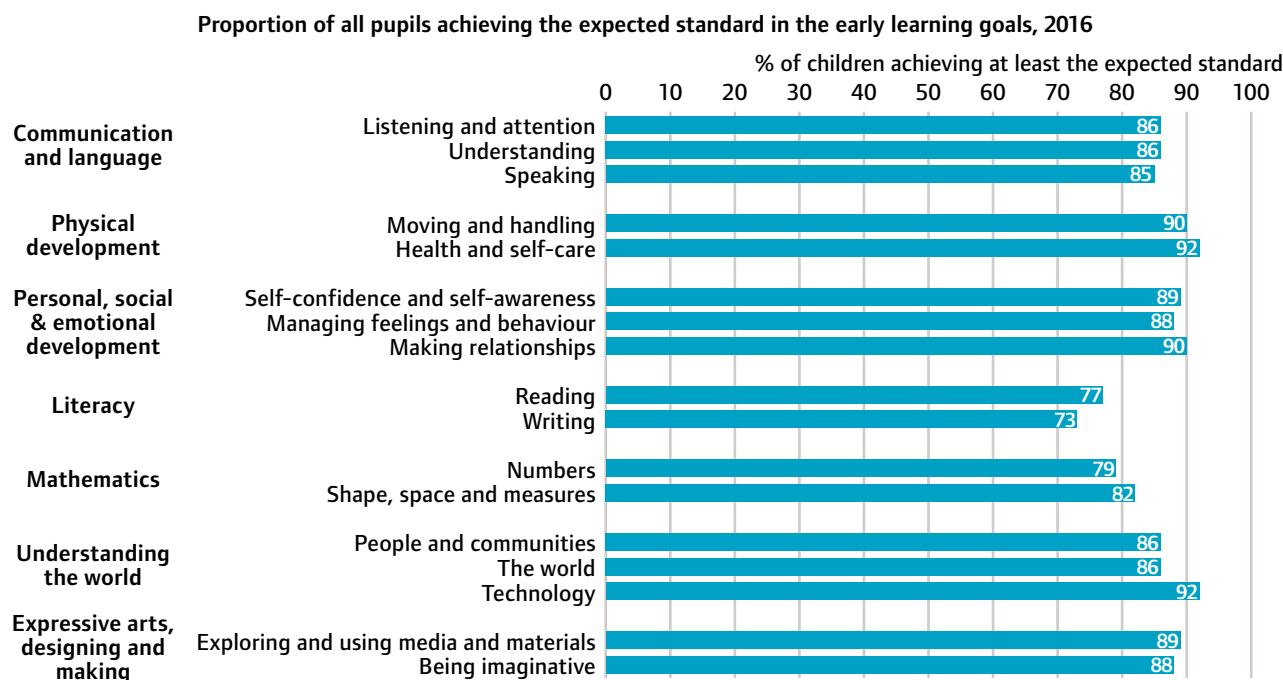 Proportion of all pupils achieving the expected standard in the early learning goals, 2016
% of children achieving at least the expected standard
0 10 20 30 40 50 60 70 80 90 100
Communication
and language
Listening and attention 86
Understanding 86
Speaking 85
Physical
development
Moving and handling 90
Health and self-care 92
Personal, social
& emotional
development
Self-confidence and self-awareness 89
Managing feelings and behaviour 88
Making relationships 90
Literacy
Reading 77
Writing 73
Mathematics
Numbers 79
Shape, space and measures 82
Understanding
the world
People and communities 86
The world 86
Technology 92
Expressive arts,
designing and
making
Exploring and using media and materials 89
Being imaginative 88